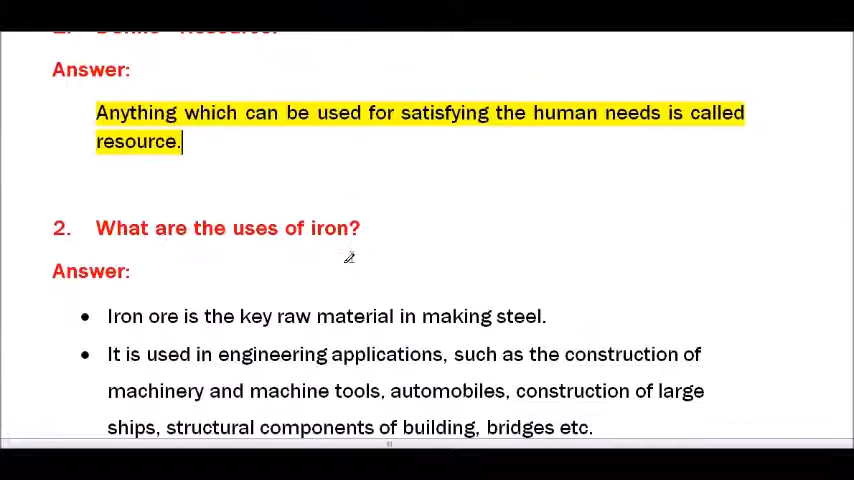 Answer:
Anything which can be used for satisfying the human needs is called
resource.
2. What are the uses of iron?
Answer:
• Iron ore is the key raw material in making steel.
• It is used in engineering applications, such as the construction of
machinery and machine tools, automobiles, construction of large
ships, structural components of building, bridges etc.